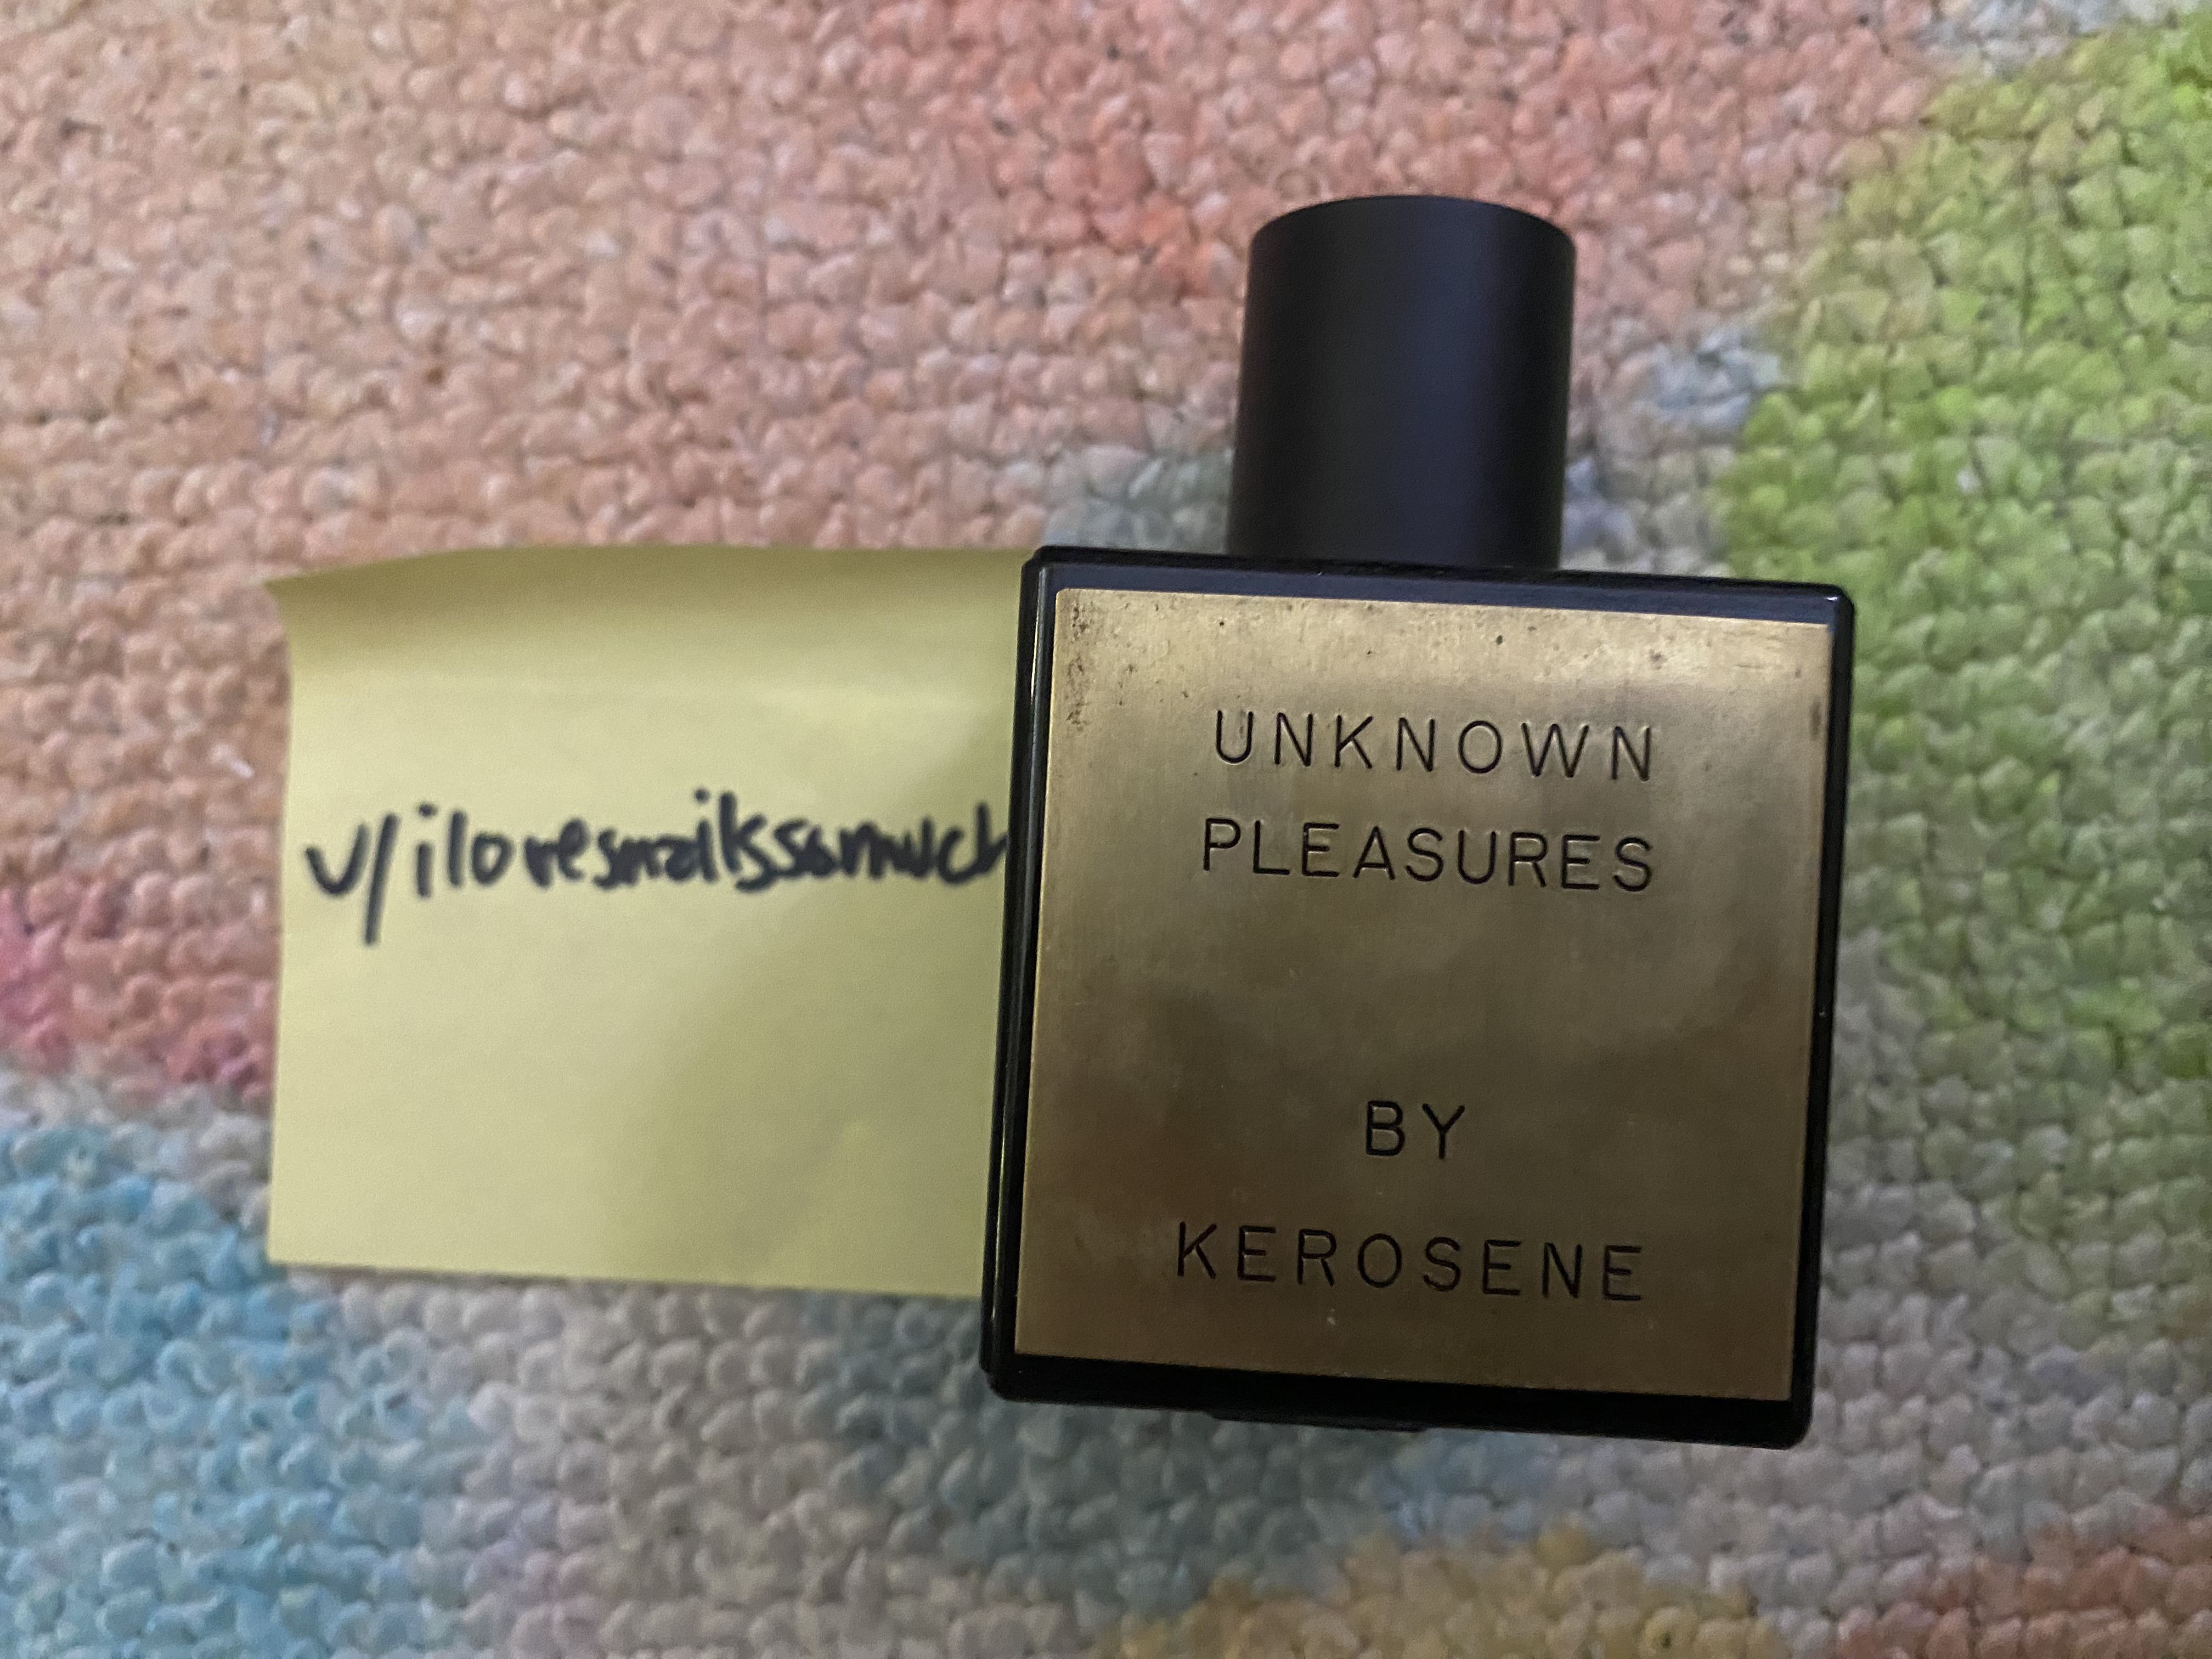 u/ilovesnailssomuch
UNKNOWN
PLEASURES
BY
KEROSENE